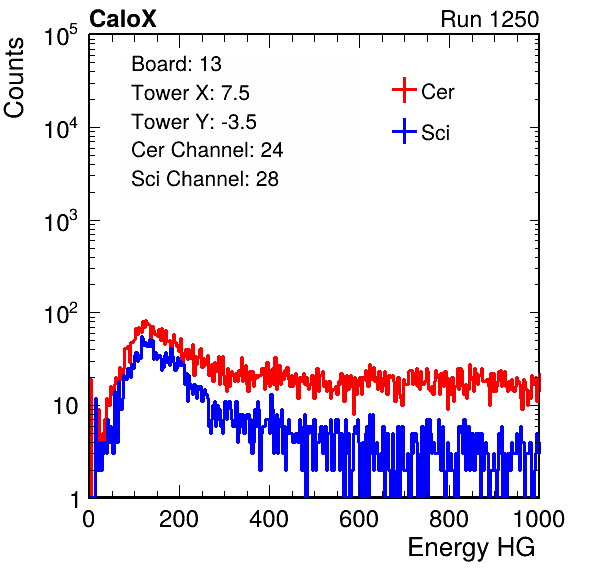 CaloX Run 1250
Counts
10^5
10^4
10^3
10^2
10
1
Board: 13
Tower X: 7.5
Tower Y: -3.5
Cer Channel: 24
Sci Channel: 28
Cer
Sci
0 200 400 600 800 1000
Energy HG